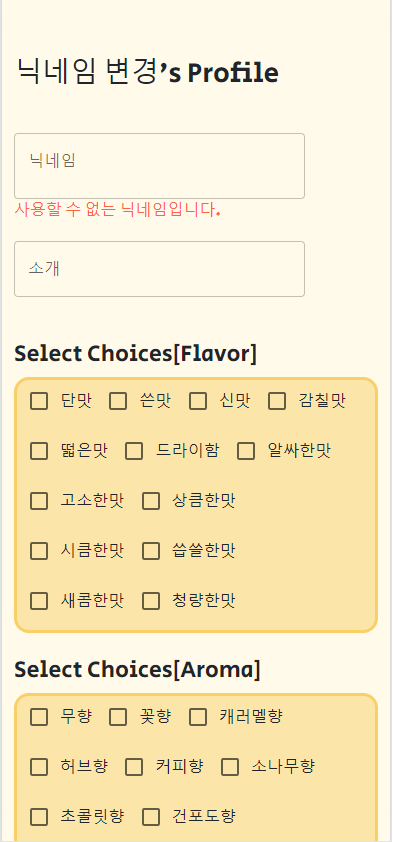 닉네임 변경's Profile
닉네임
사용할 수 없는 닉네임입니다.
소개
Select Choices[Flavor]
단맛 쓴맛 신맛 감칠맛
떫은맛 드라이함 알싸한맛
고소한맛 상큼한맛
시큼한맛 씁쓸한맛
새콤한맛 청량한맛
Select Choices[Aroma]
무향 꽃향 캐러멜향
허브향 커피향 소나무향
초콜릿향 건포도향